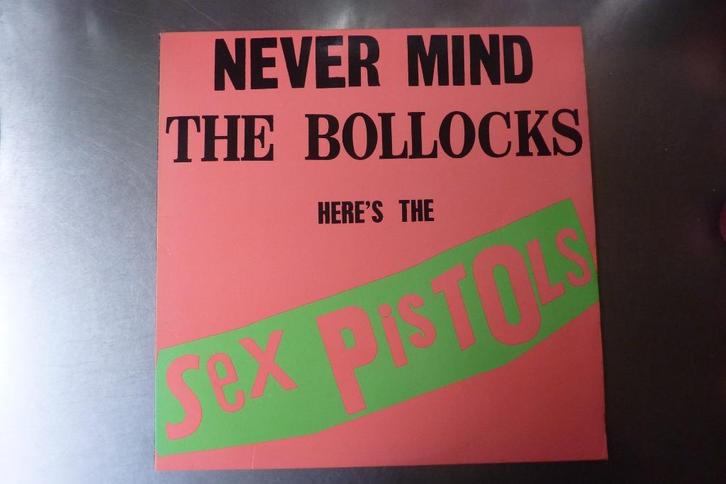 NEVER MIND
THE BOLLOCKS
HERE'S THE
Sex PisTOLS